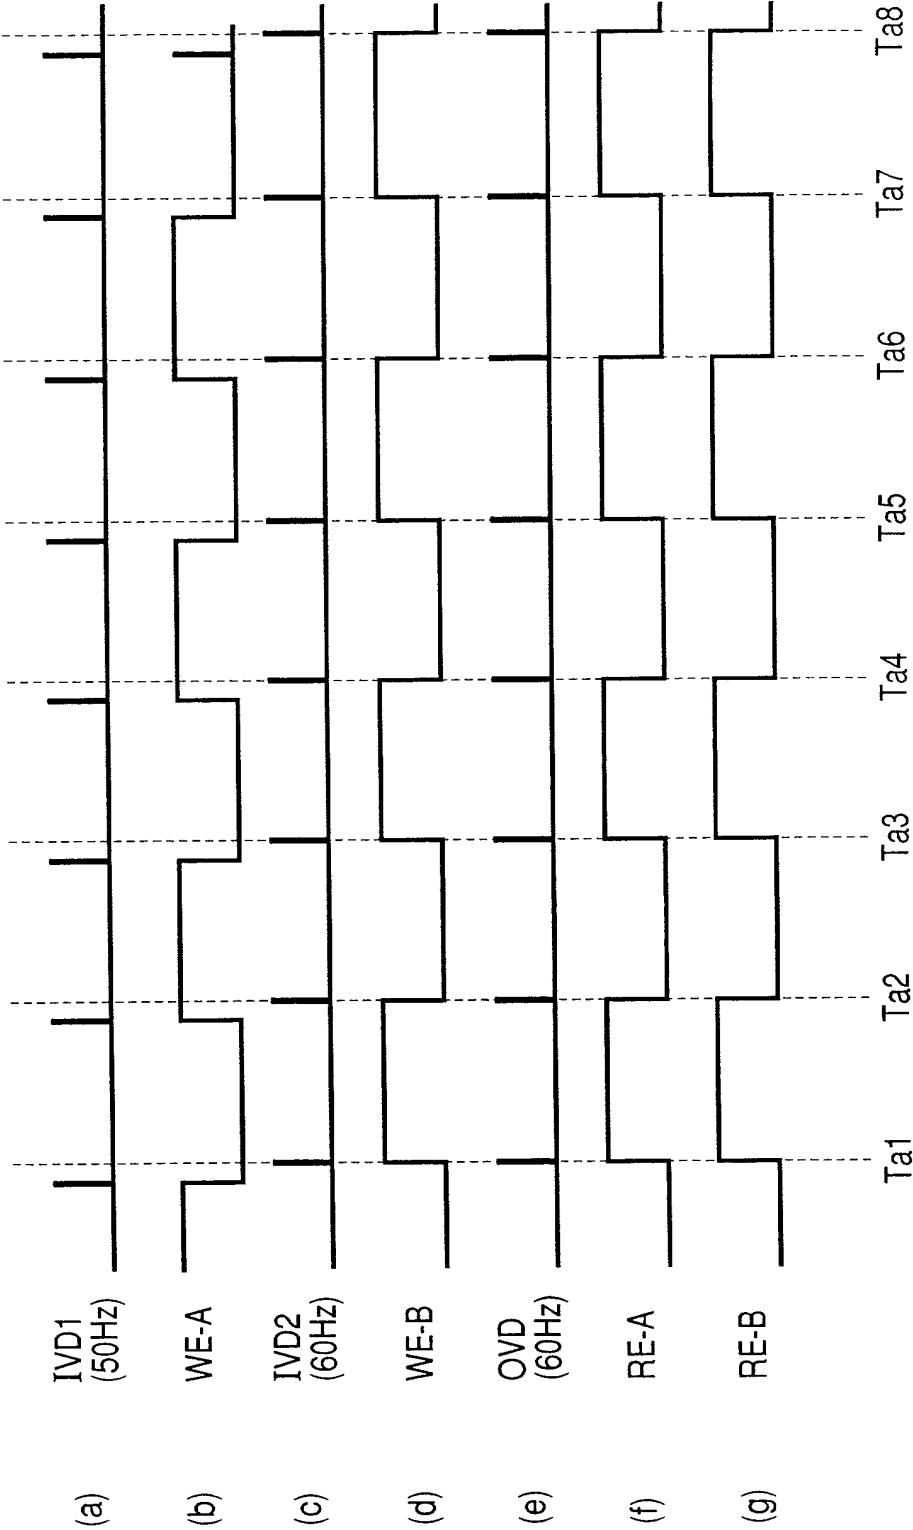 (a) IVD1
(50Hz)
(b) WE-A
(c) IVD2
(60Hz)
(d) WE-B
(e) OVD
(60Hz)
(f) RE-A
(g) RE-B
Ta1 Ta2 Ta3 Ta4 Ta5 Ta6 Ta7 Ta8